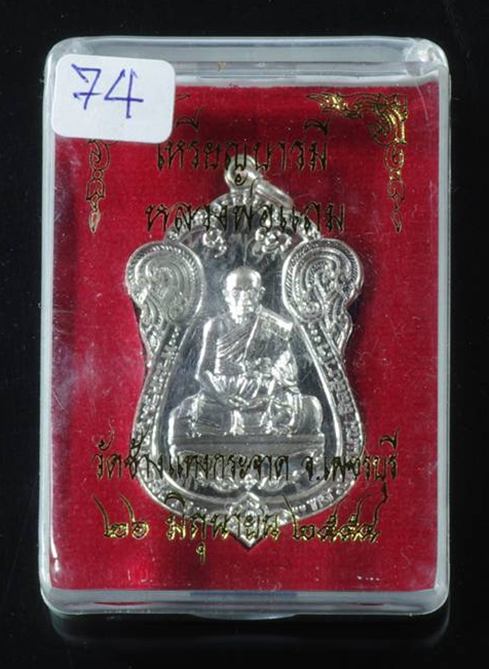 74
เหรียญบารมี
หลวงพ่อแถม
วัดช้างแทงกระจาด จ.เพชรบุรี
๒๖ มิถุนายน ๒๕๕๔